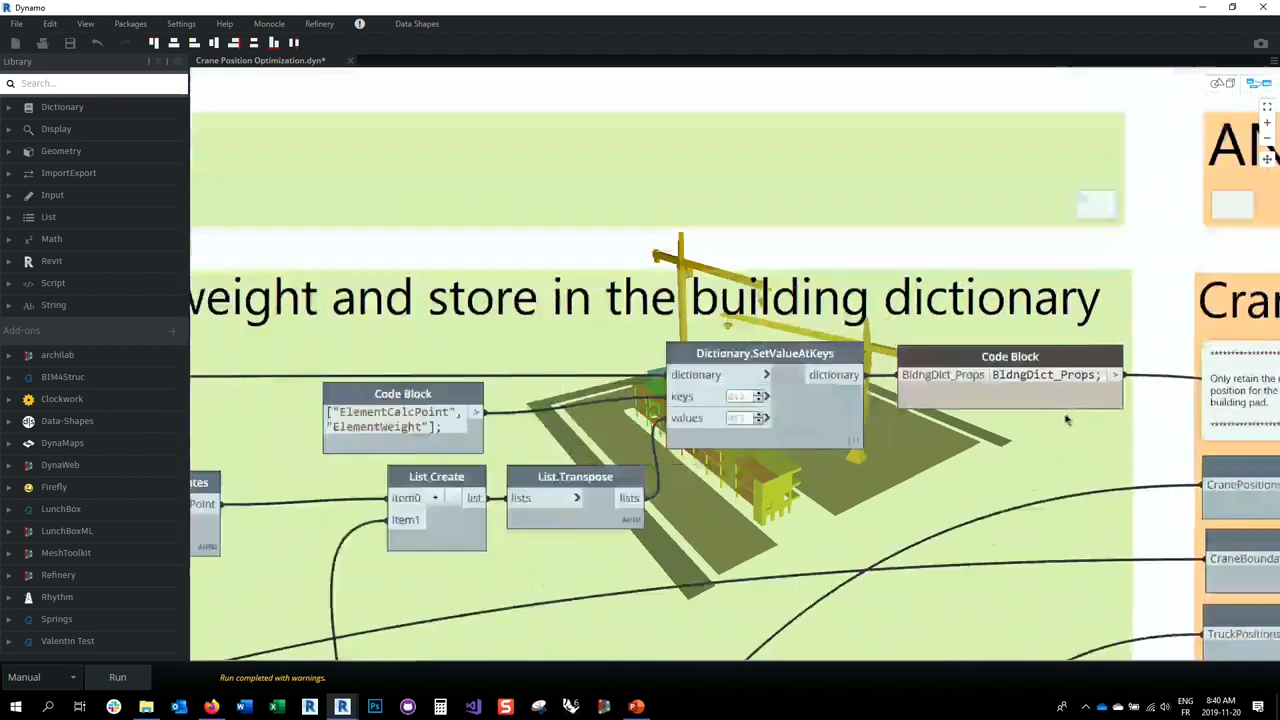 Dynamo
File Edit View Packages Settings Help Monocle Refinery Data Shapes
Crane Position Optimization.dyn*
Library
Search...
Dictionary
Display
Geometry
ImportExport
Input
List
Math
Revit
Script
String
Add-ons
archilab
BIM4Struc
Clockwork
Data-Shapes
DynaMaps
DynaWeb
Firefly
LunchBox
LunchBoxML
MeshToolkit
Refinery
Rhythm
Springs
Valentin Test
weight and store in the building dictionary
Code Block
["ElementCalcPoint",
"ElementWeight"];
List Create
item0 + - list
item1
List.Transpose
lists > lists
AUTO
Dictionary.SetValueAtKeys
dictionary > dictionary
keys
values
Code Block
BldngDict_Props BldngDict_Props; >
Cran
Only retain the
position for the
building pad.
CranePositions
CraneBounda
TruckPositions
Manual
Run
Run completed with warnings.
ENG
FR
8:40 AM
2019-11-20